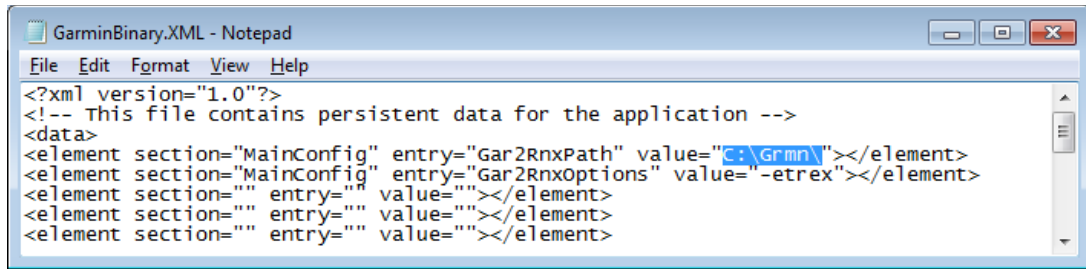 GarminBinary.XML - Notepad
File Edit Format View Help
<?xml version="1.0"?>
<!-- This file contains persistent data for the application -->
<data>
<element section="MainConfig" entry="Gar2RnxPath" value="C:\Grmn\"></element>
<element section="MainConfig" entry="Gar2RnxOptions" value="-etrex"></element>
<element section="" entry="" value=""></element>
<element section="" entry="" value=""></element>
<element section="" entry="" value=""></element>